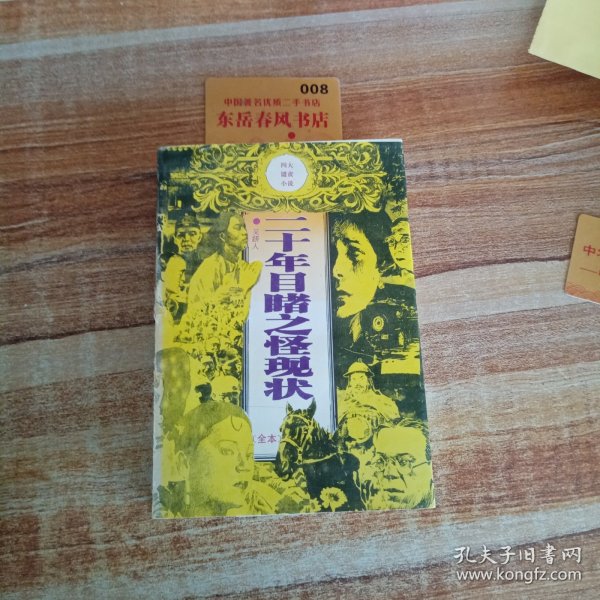 008
中国著名优质二手书店
东岳春风书店
四大
谴责
小说
吴趼人
二十年目睹之怪现状
（全本）
中
孔夫子旧书网
www.kongfz.com